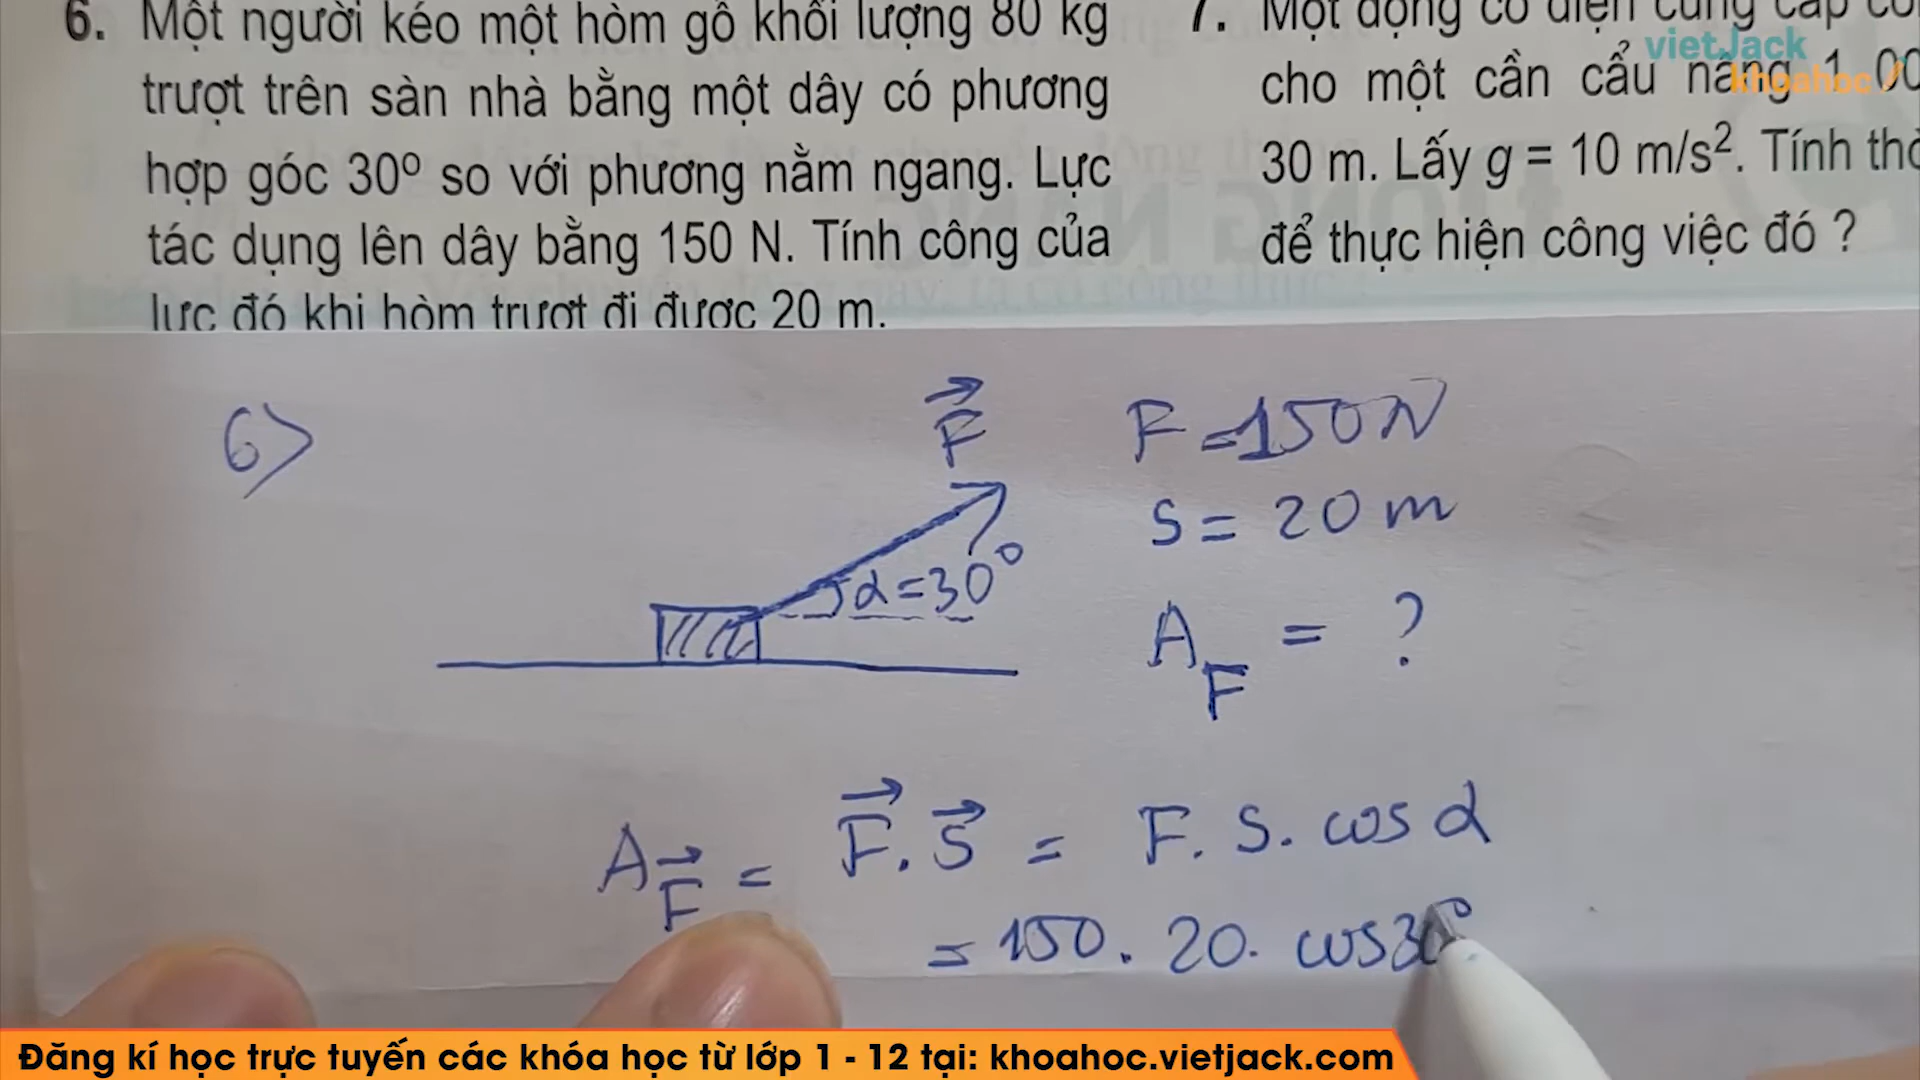 6. Một người kéo một hòm gỗ khối lượng 80 kg
trượt trên sàn nhà bằng một dây có phương
hợp góc 30º so với phương nằm ngang. Lực
tác dụng lên dây bằng 150 N. Tính công của
lực đó khi hòm trượt đi được 20 m.
7. Một động cơ điện cung cấp
cho một cần cẩu nâng
30 m. Lấy g = 10 m/s². Tính
để thực hiện công việc đó ?
vietJack
khoahoc
6>
F⃗
α=30°
F=150N
S = 20 m
A_F = ?
A_F⃗ = F⃗.S⃗ = F.S.cos α
= 150.20.cos30°
Đăng kí học trực tuyến các khóa học từ lớp 1 - 12 tại: khoahoc.vietjack.com